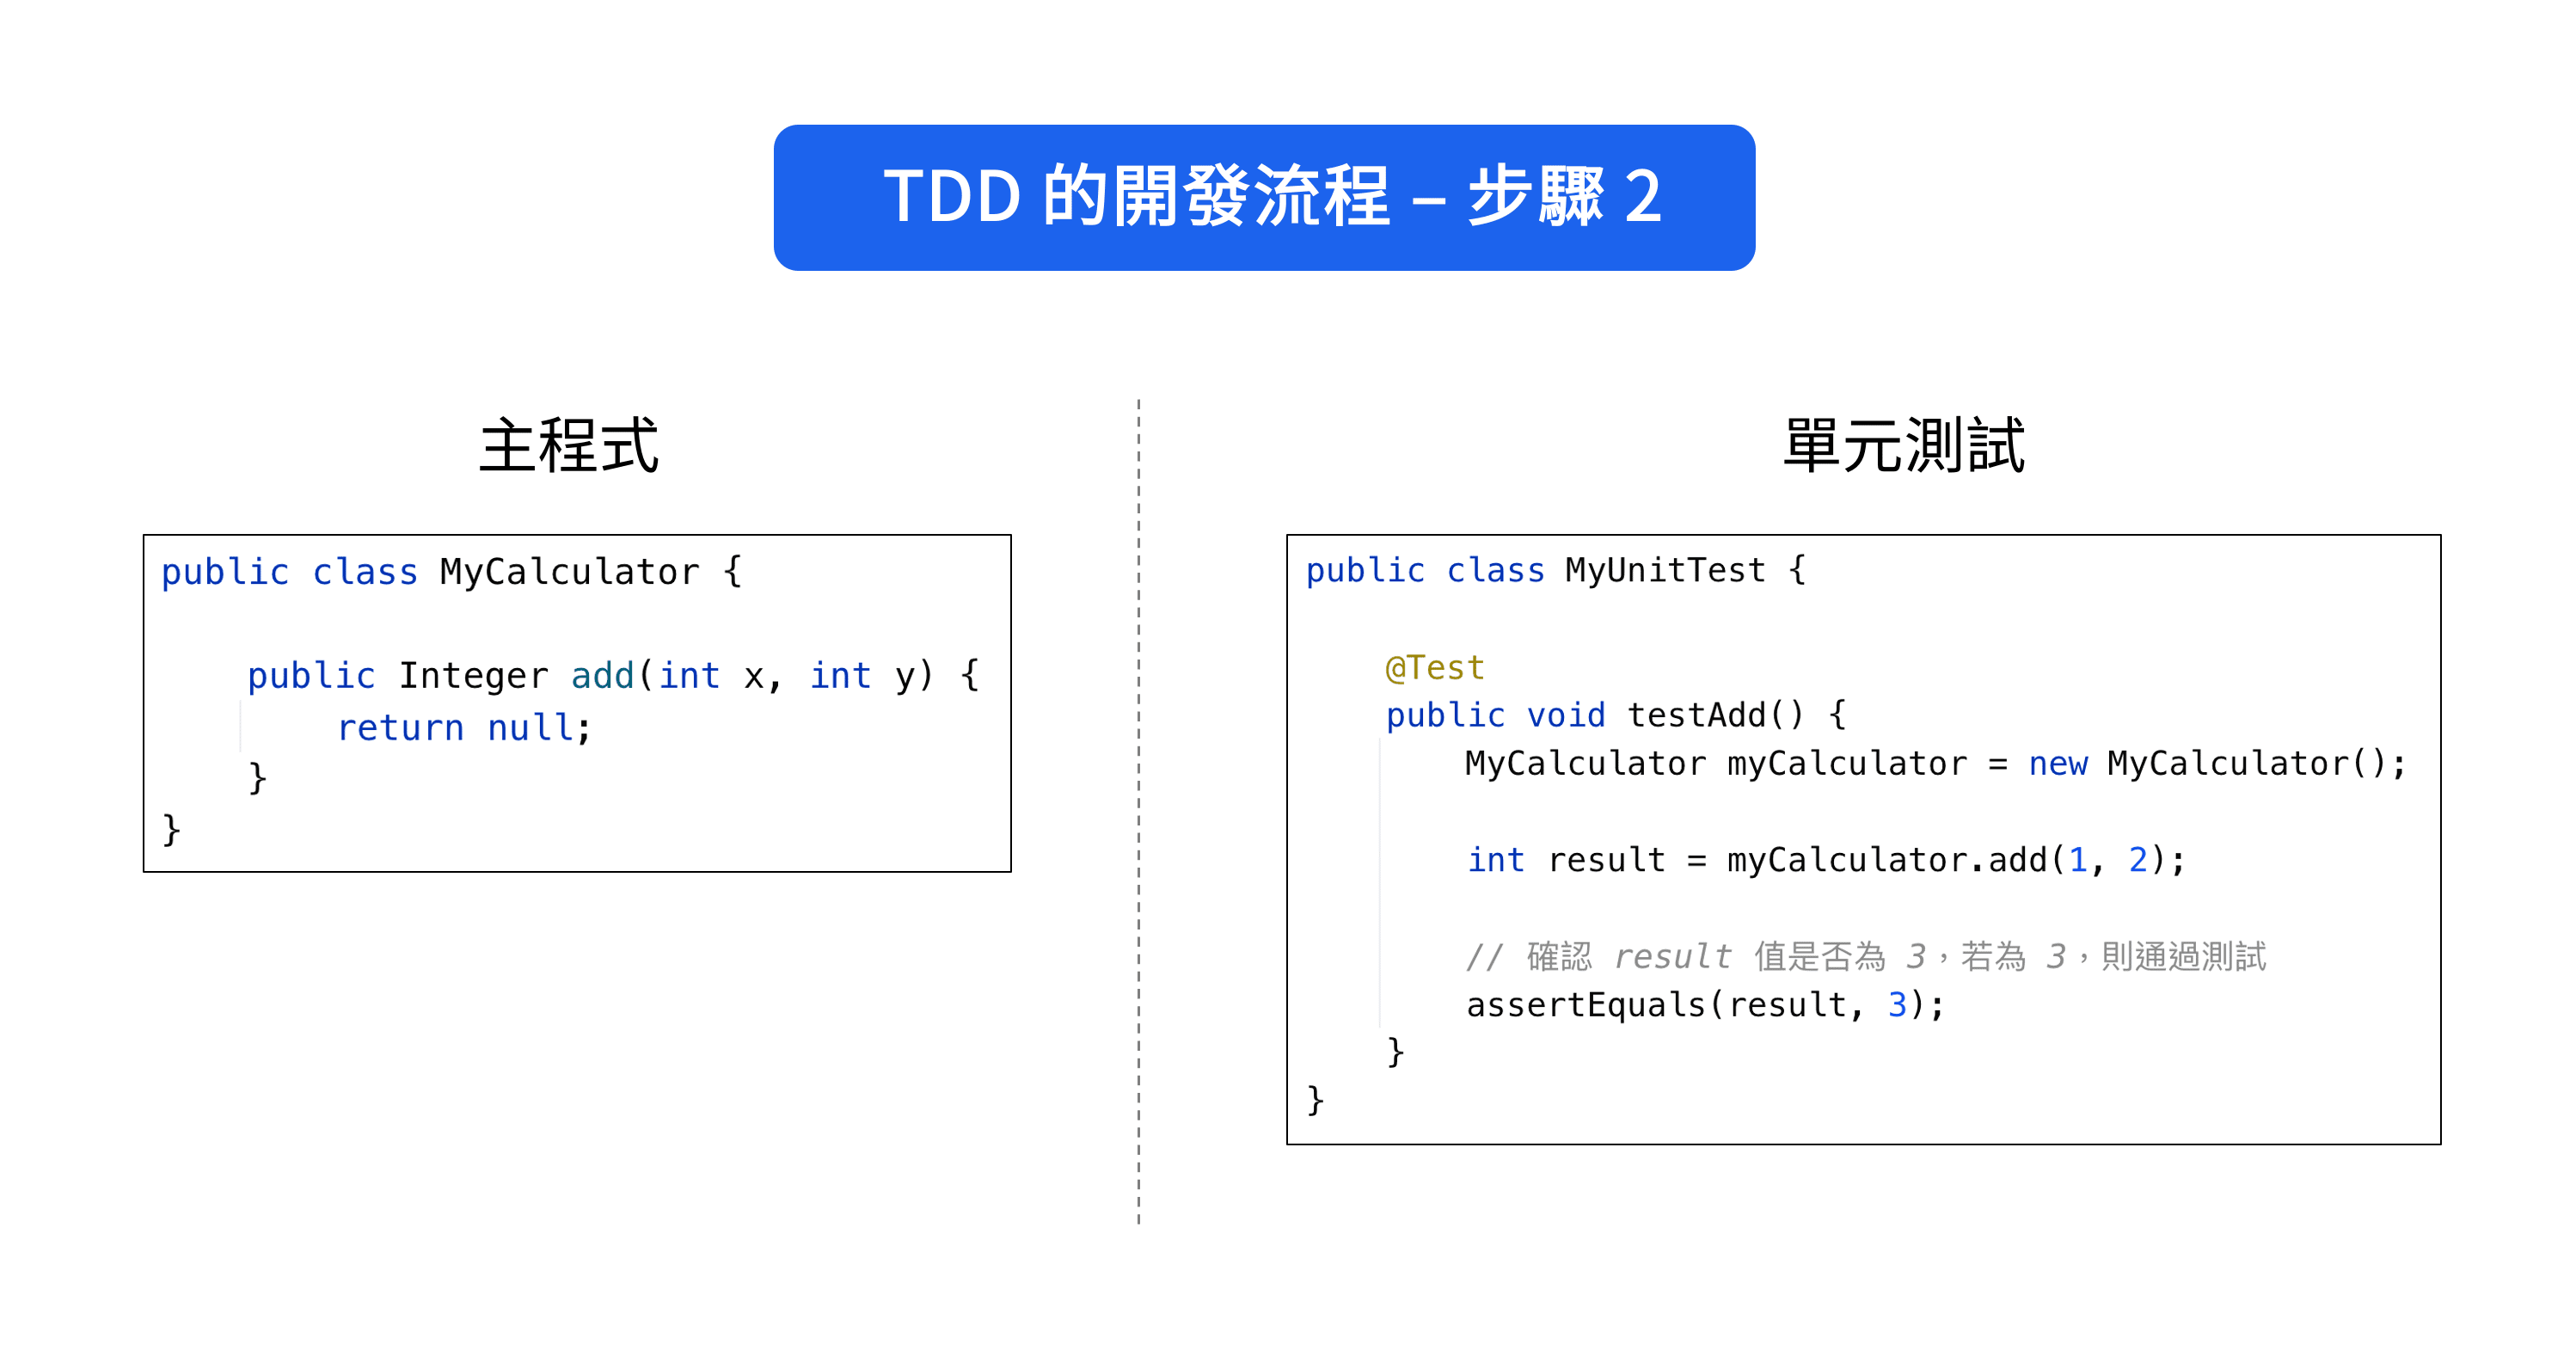 TDD 的開發流程 – 步驟 2
主程式
public class MyCalculator {
public Integer add(int x, int y) {
return null;
}
}
單元測試
public class MyUnitTest {
@Test
public void testAdd() {
MyCalculator myCalculator = new MyCalculator();
int result = myCalculator.add(1, 2);
// 確認 result 值是否為 3，若為 3，則通過測試
assertEquals(result, 3);
}
}